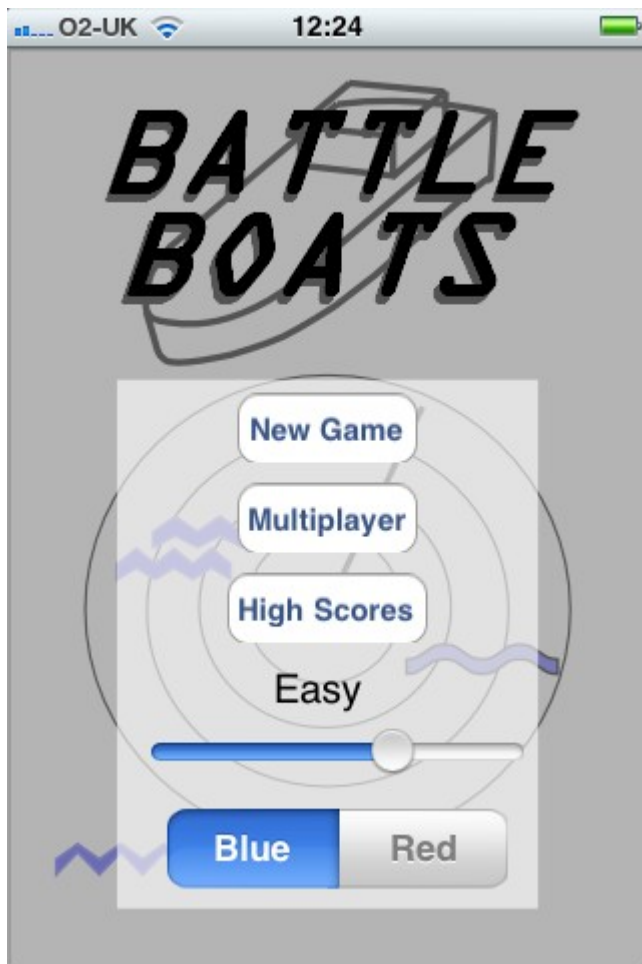 O2-UK 12:24
BATTLE
BOATS
New Game
Multiplayer
High Scores
Easy
Blue Red